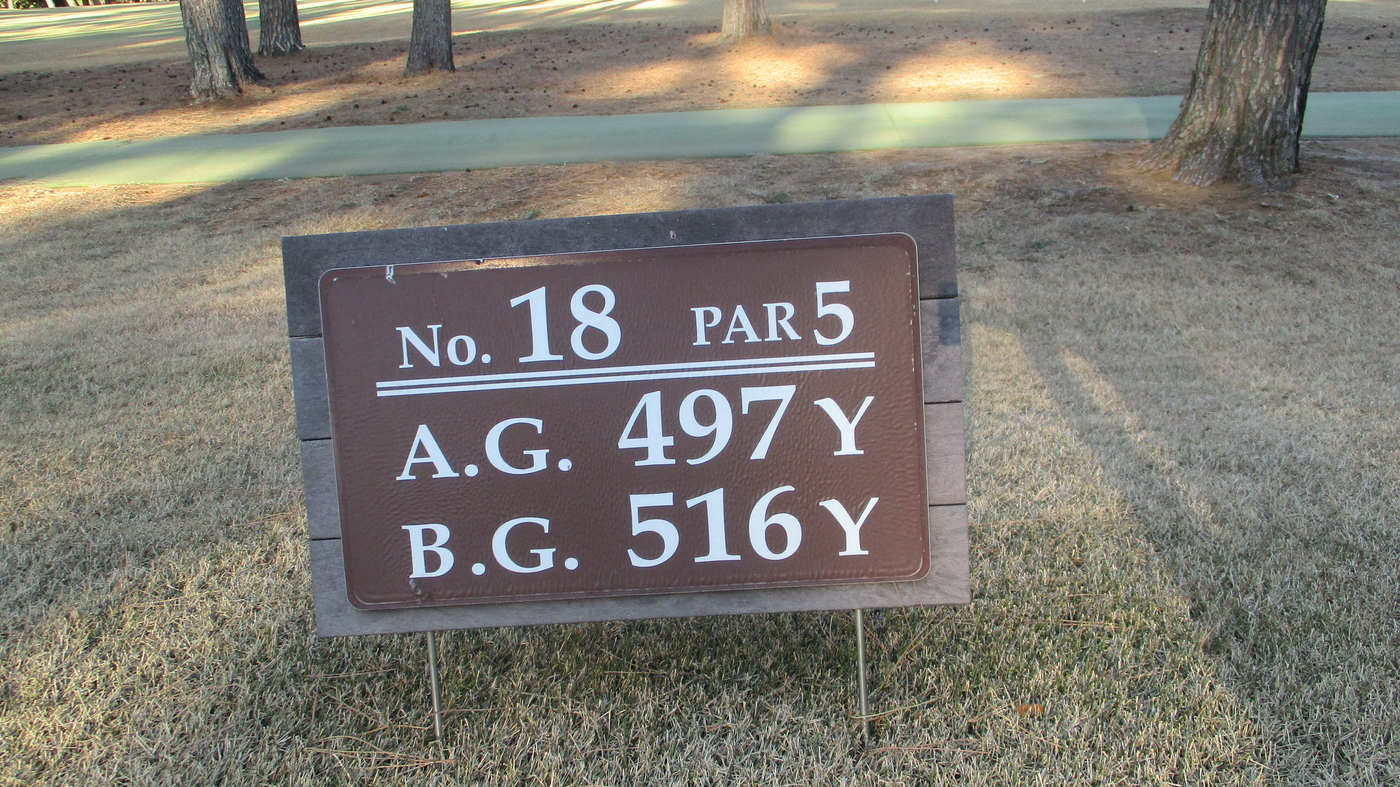 No. 18 PAR 5
A.G. 497 Y
B.G. 516 Y